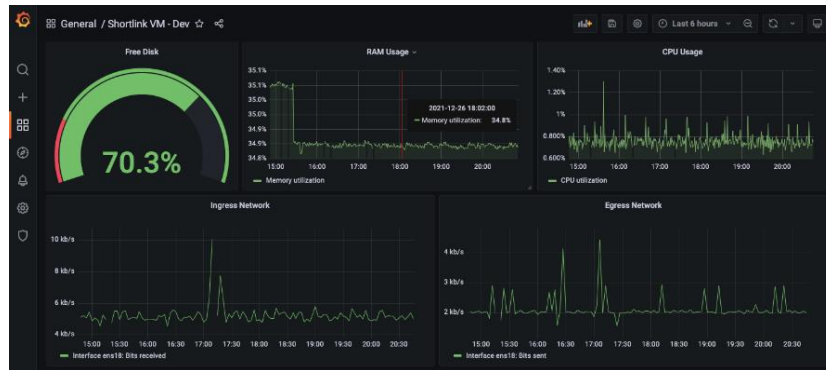 General / Shortlink VM - Dev
Last 6 hours
Free Disk
70.3%
RAM Usage
35.1%
35.1%
35.0%
35.0%
34.9%
34.9%
34.8%
2021-12-26 18:02:00
Memory utilization: 34.8%
15:00 16:00 17:00 18:00 19:00 20:00
Memory utilization
CPU Usage
1.40%
1.20%
1%
0.800%
0.600%
15:00 16:00 17:00 18:00 19:00 20:00
CPU utilization
Ingress Network
10 kb/s
8 kb/s
6 kb/s
4 kb/s
15:00 15:30 16:00 16:30 17:00 17:30 18:00 18:30 19:00 19:30 20:00 20:30
Interface ens18: Bits received
Egress Network
4 kb/s
3 kb/s
2 kb/s
15:00 15:30 16:00 16:30 17:00 17:30 18:00 18:30 19:00 19:30 20:00 20:30
Interface ens18: Bits sent